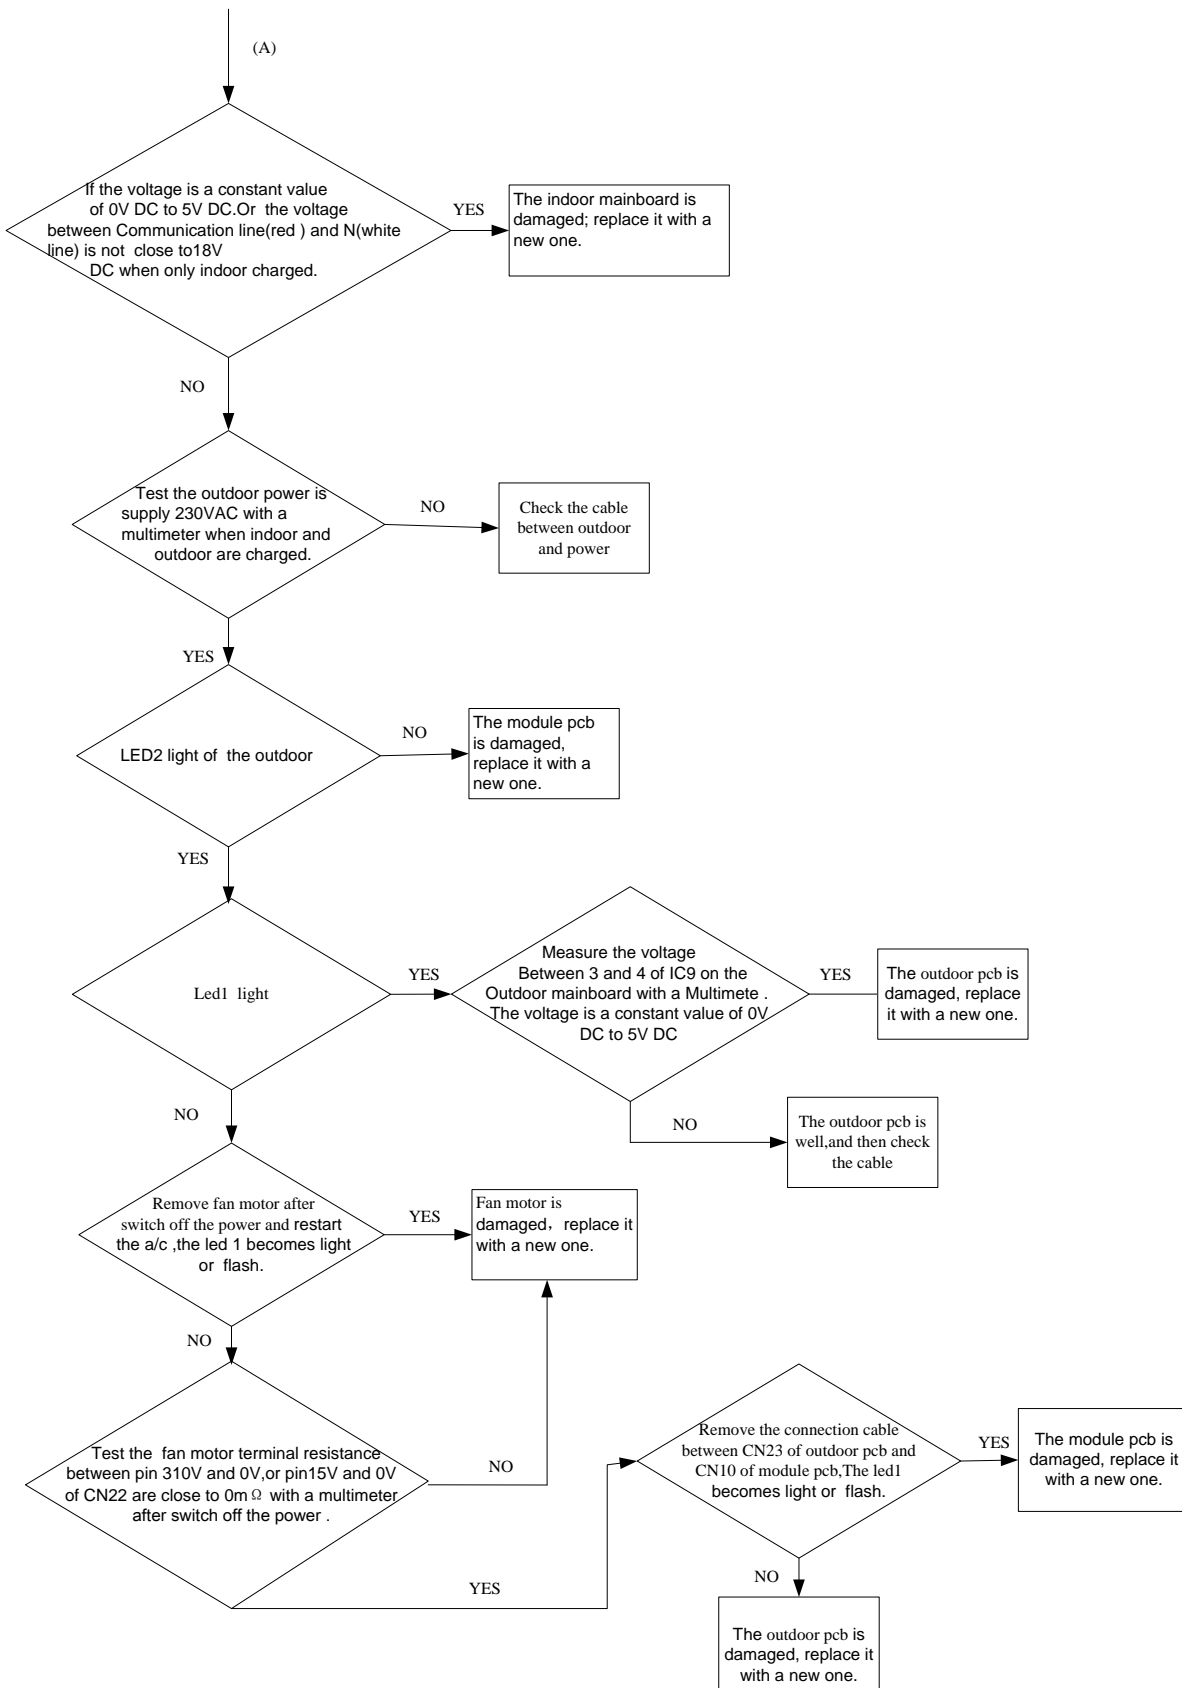 (A)
If the voltage is a constant value
of 0V DC to 5V DC.Or the voltage
between Communication line(red ) and N(white
line) is not close to18V
DC when only indoor charged.
YES
The indoor mainboard is
damaged; replace it with a
new one.
NO
Test the outdoor power is
supply 230VAC with a
multimeter when indoor and
outdoor are charged.
NO
Check the cable
between outdoor
and power
YES
LED2 light of the outdoor
NO
The module pcb
is damaged,
replace it with a
new one.
YES
Led1 light
YES
Measure the voltage
Between 3 and 4 of IC9 on the
Outdoor mainboard with a Multimete .
The voltage is a constant value of 0V
DC to 5V DC
YES
The outdoor pcb is
damaged, replace
it with a new one.
NO
The outdoor pcb is
well,and then check
the cable
NO
Remove fan motor after
switch off the power and restart
the a/c ,the led 1 becomes light
or flash.
YES
Fan motor is
damaged，replace it
with a new one.
NO
Test the fan motor terminal resistance
between pin 310V and 0V,or pin15V and 0V
of CN22 are close to 0mΩ with a multimeter
after switch off the power .
NO
YES
Remove the connection cable
between CN23 of outdoor pcb and
CN10 of module pcb,The led1
becomes light or flash.
YES
The module pcb is
damaged, replace it
with a new one.
NO
The outdoor pcb is
damaged, replace it
with a new one.